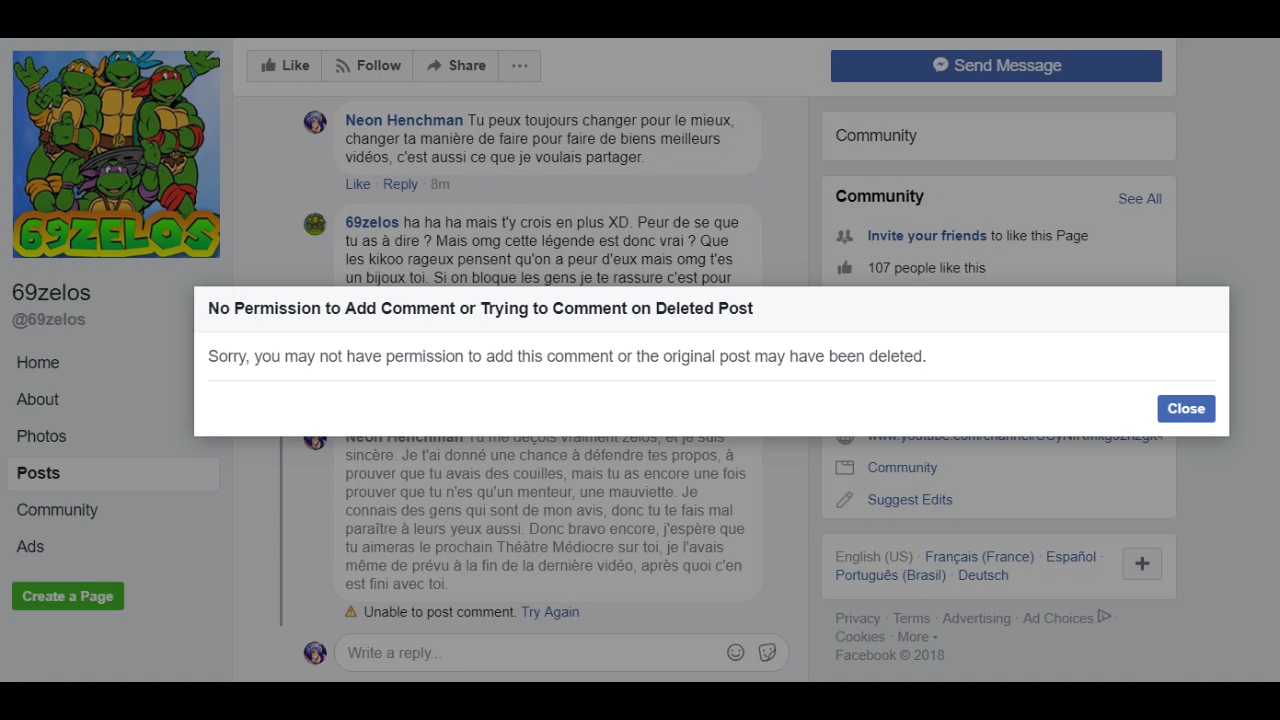 69ZELOS
69zelos
@69zelos
Home
About
Photos
Posts
Community
Ads
Create a Page
Like
Follow
Share
Neon Henchman Tu peux toujours changer pour le mieux,
changer ta manière de faire pour faire de biens meilleurs
vidéos, c'est aussi ce que je voulais partager.
Like · Reply · 8m
69zelos ha ha ha mais t'y crois en plus XD. Peur de se que
tu as à dire ? Mais omg cette légende est donc vrai ? Que
les kikoo rageux pensent qu'on a peur d'eux mais omg t'es
un bijoux toi. Si on bloque les gens je te rassure c'est pour
No Permission to Add Comment or Trying to Comment on Deleted Post
Sorry, you may not have permission to add this comment or the original post may have been deleted.
Close
Neon Henchman Tu me déçois vraiment zelos, et je suis
sincère. Je t'ai donné une chance à défendre tes propos, à
prouver que tu avais des couilles, mais tu as encore une fois
prouver que tu n'es qu'un menteur, une mauviette. Je
connais des gens qui sont de mon avis, donc tu te fais mal
paraître à leurs yeux aussi. Donc bravo encore, j'espère que
tu aimeras le prochain Théâtre Médiocre sur toi, je l'avais
même de prévu à la fin de la dernière vidéo, après quoi c'en
est fini avec toi.
Unable to post comment. Try Again
Write a reply...
Send Message
Community
Community
See All
Invite your friends to like this Page
107 people like this
Community
Suggest Edits
English (US) · Français (France) · Español ·
Português (Brasil) · Deutsch
Privacy · Terms · Advertising · Ad Choices ·
Cookies · More
Facebook © 2018